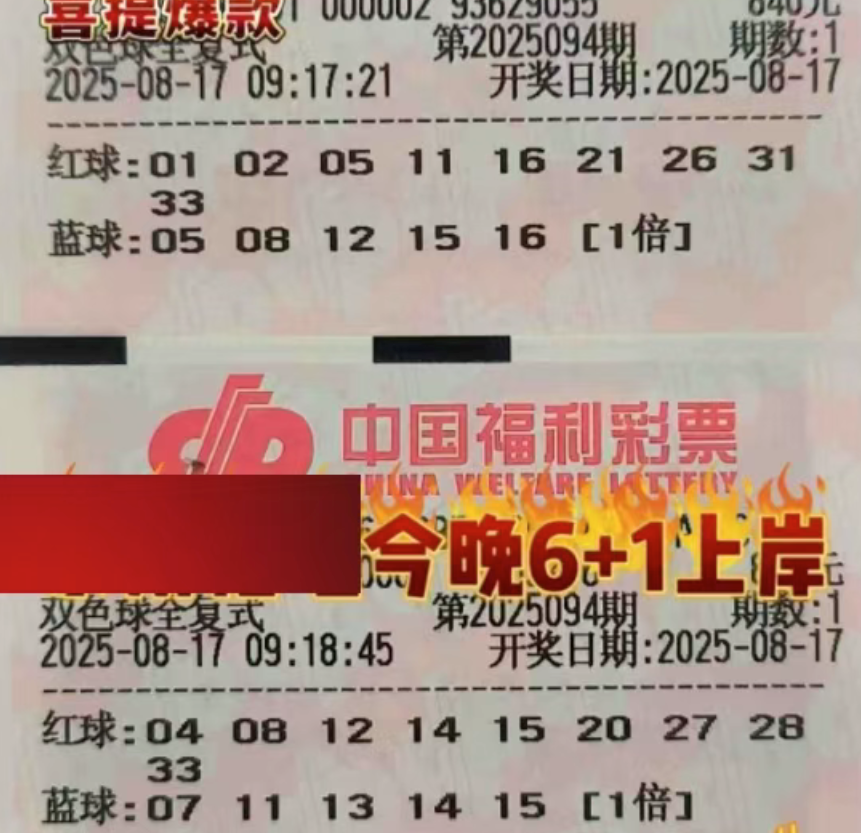 喜提爆款
000002 93629055 840元
双色球全复式 第2025094期 期数:1
2025-08-17 09:17:21 开奖日期:2025-08-17
红球:01 02 05 11 16 21 26 31
33
蓝球:05 08 12 15 16 [1倍]
中国福利彩票
CHINA WELFARE LOTTERY
今晚6+1上岸
双色球全复式 第2025094期 期数:1
2025-08-17 09:18:45 开奖日期:2025-08-17
红球:04 08 12 14 15 20 27 28
33
蓝球:07 11 13 14 15 [1倍]